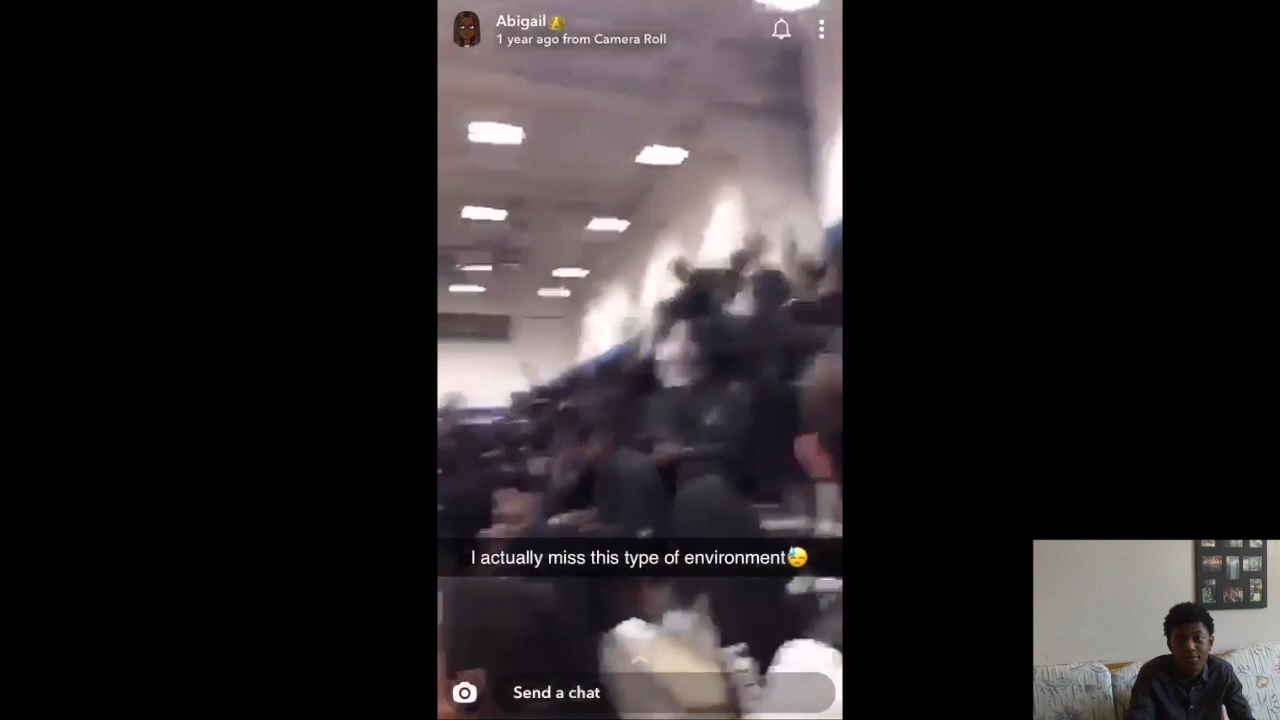 Abigail
1 year ago from Camera Roll
I actually miss this type of environment😓
Send a chat